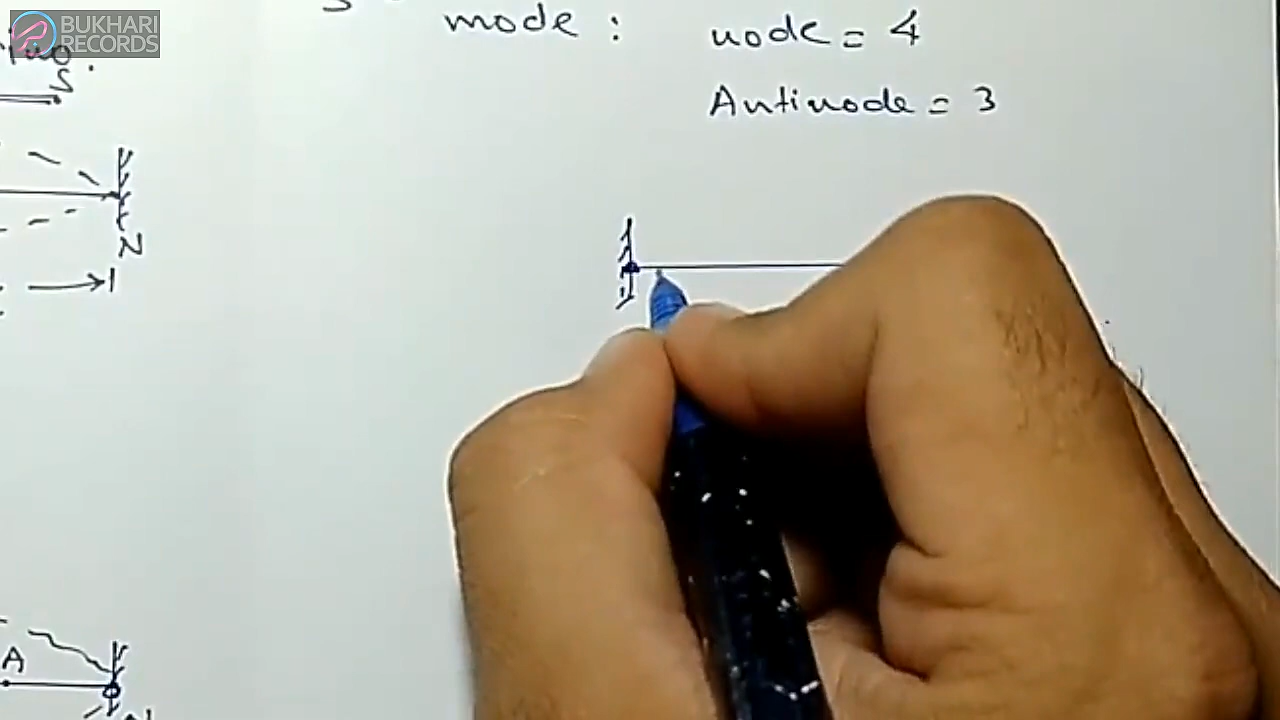 BUKHARI
RECORDS
mode : node = 4
Antinode = 3
N
A